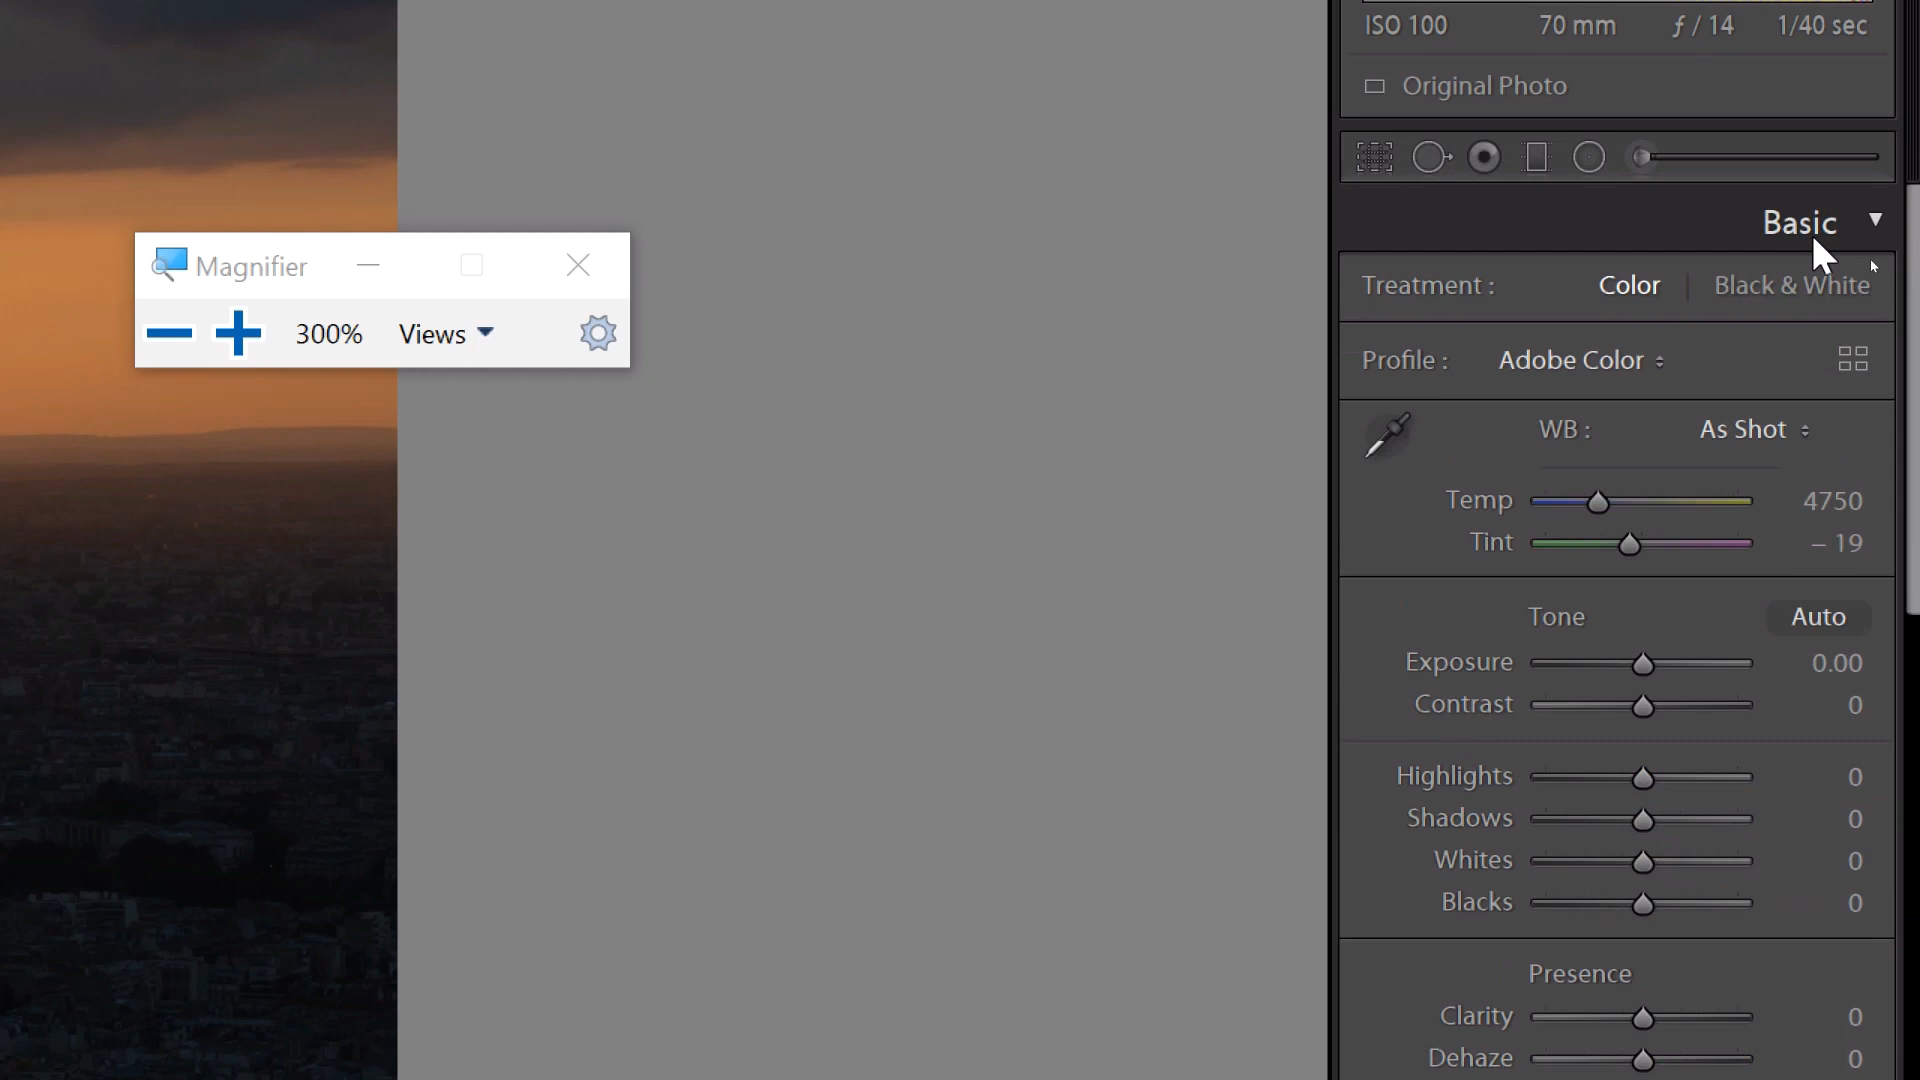 ISO 100 70 mm ƒ / 14 1/40 sec
Original Photo
Basic
Magnifier
300% Views
Treatment : Color Black & White
Profile : Adobe Color
WB : As Shot
Temp 4750
Tint – 19
Tone Auto
Exposure 0.00
Contrast 0
Highlights 0
Shadows 0
Whites 0
Blacks 0
Presence
Clarity 0
Dehaze 0